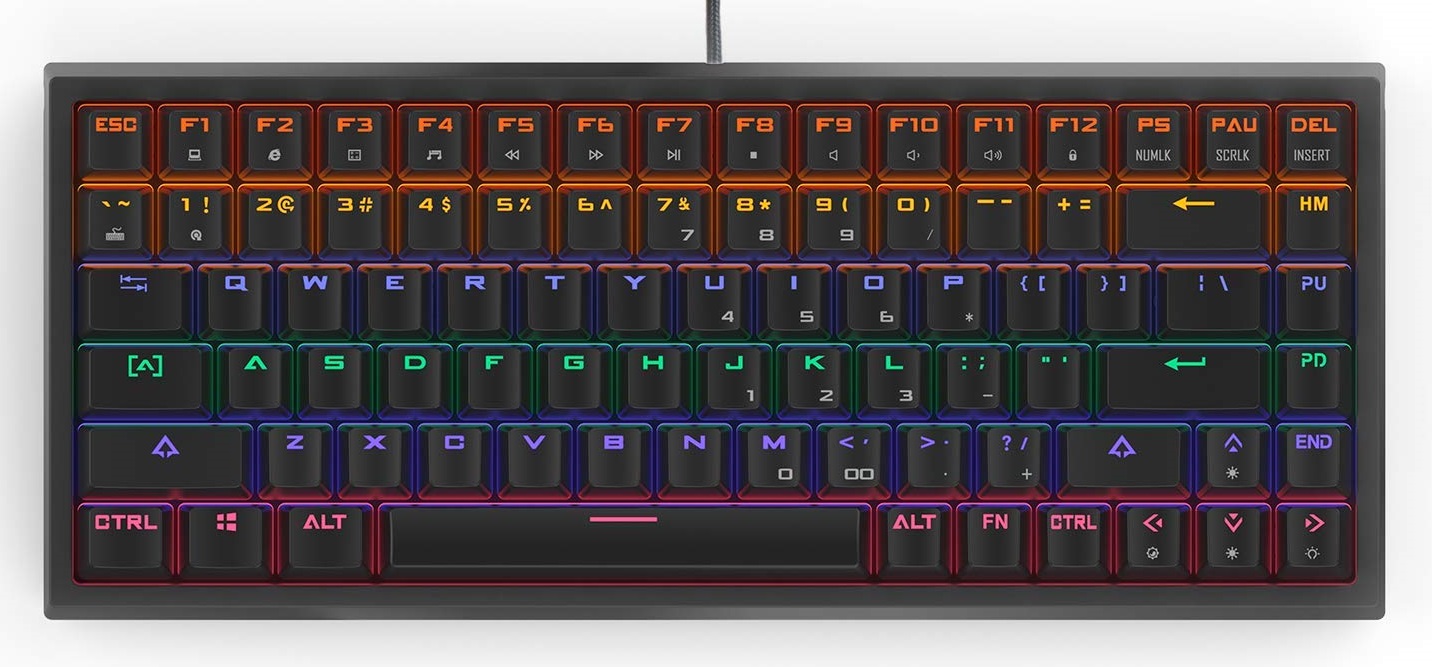 ESC F1 F2 F3 F4 F5 F6 F7 F8 F9 F10 F11 F12 PS PAU DEL
NUMLK SCRLK INSERT
` ~ 1 ! 2 @ 3 # 4 $ 5 % 6 ^ 7 & 8 * 9 ( 0 ) - - + = HM
7 8 9 /
Q W E R T Y U I O P { [ } ] ¦ \ PU
4 5 6 *
[A] A S D F G H J K L : ; " ' PD
1 2 3 -
Z X C V B N M < , > . ? / END
0 00 . +
CTRL ALT ALT FN CTRL